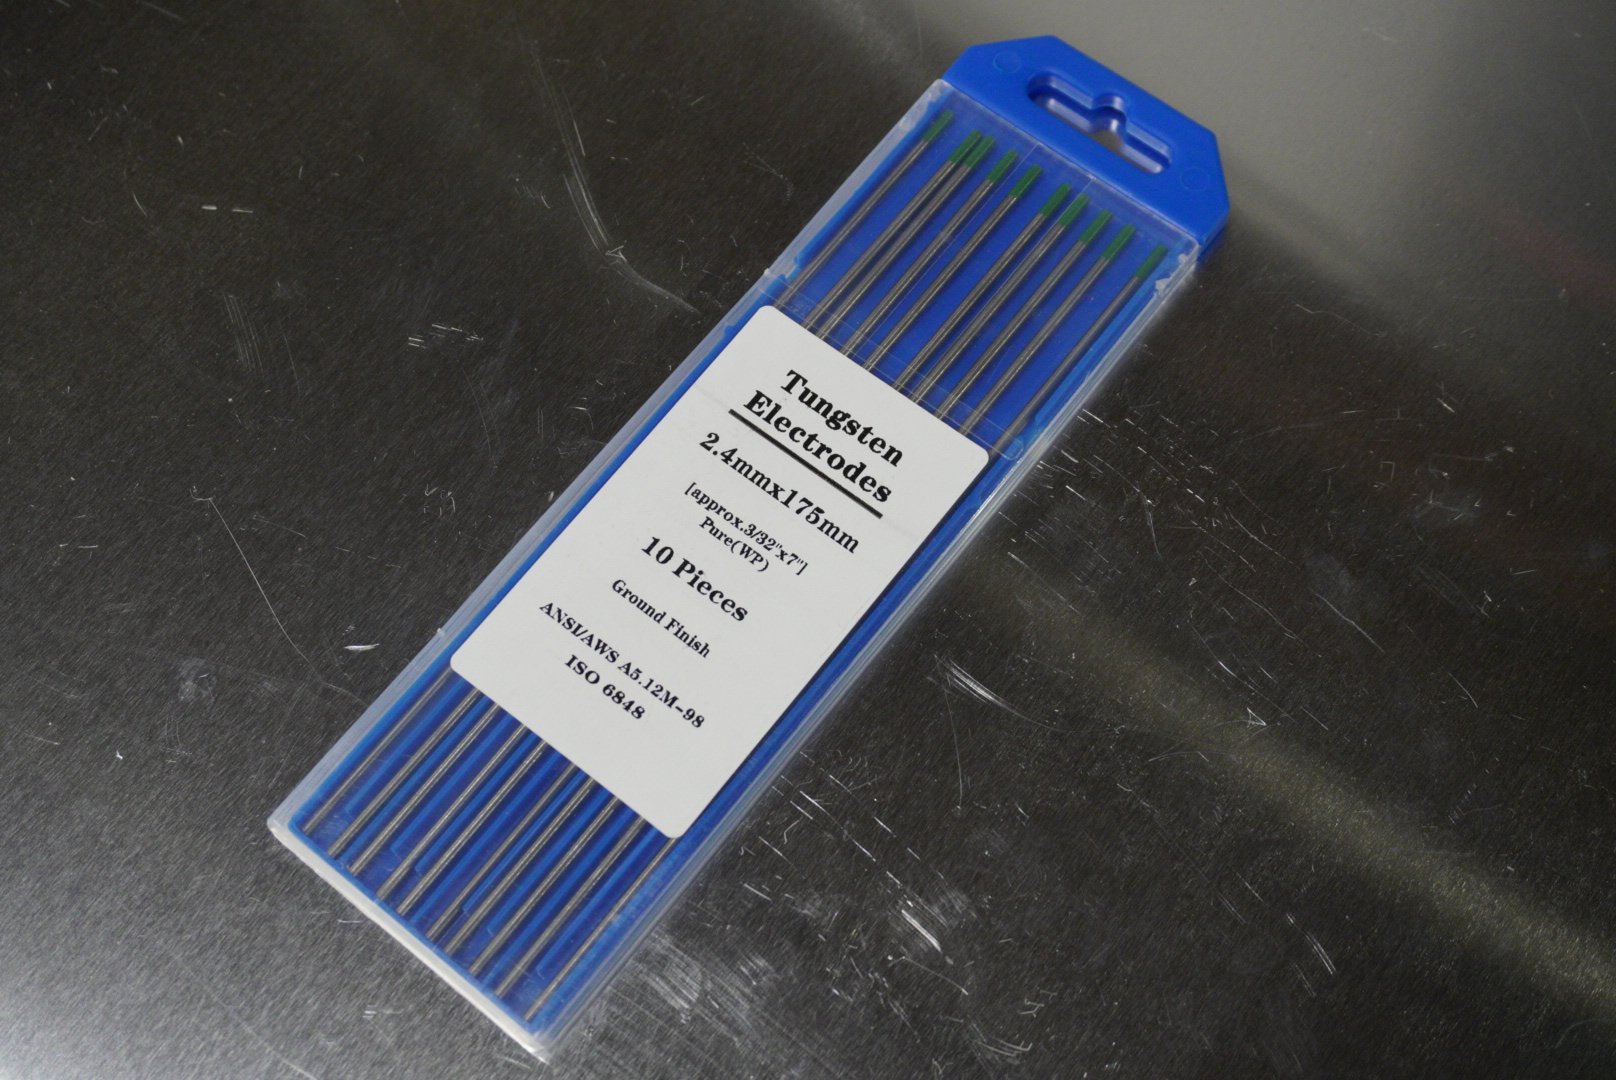 Tungsten
Electrodes
2.4mmx175mm
[approx.3/32"x7"]
Pure(WP)
10 Pieces
Ground Finish
ANSI/AWS A5.12M-98
ISO 6848